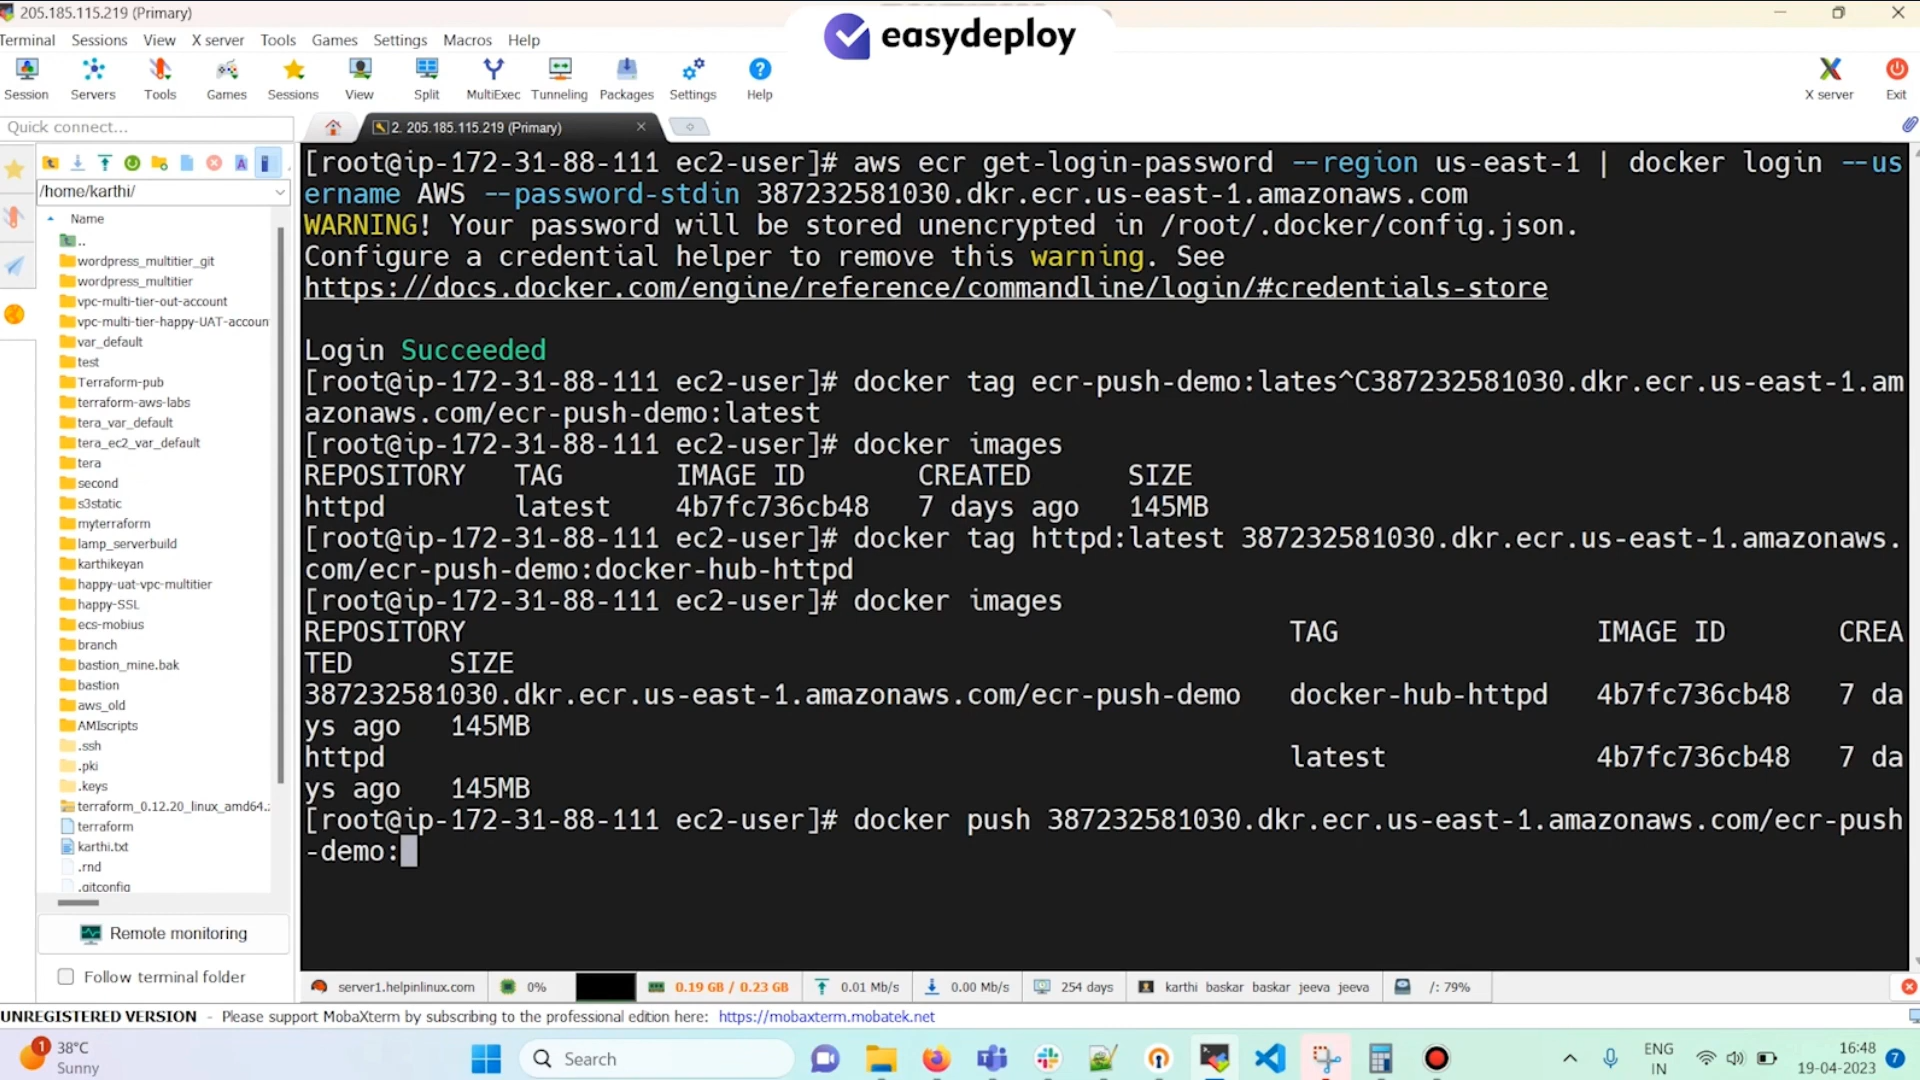 205.185.115.219 (Primary)
easydeploy
Terminal Sessions View X server Tools Games Settings Macros Help
Session Servers Tools Games Sessions View Split MultiExec Tunneling Packages Settings Help X server Exit
Quick connect...
2. 205.185.115.219 (Primary)
/home/karthi/
Name
..
wordpress_multitier_git
wordpress_multitier
vpc-multi-tier-out-account
vpc-multi-tier-happy-UAT-accoun
var_default
test
Terraform-pub
terraform-aws-labs
tera_var_default
tera_ec2_var_default
tera
second
s3static
myterraform
lamp_serverbuild
karthikeyan
happy-uat-vpc-multitier
happy-SSL
ecs-mobius
branch
bastion_mine.bak
bastion
aws_old
AMIscripts
.ssh
.pki
.keys
terraform_0.12.20_linux_amd64.
terraform
karthi.txt
.rnd
.gitconfig
Remote monitoring
Follow terminal folder
[root@ip-172-31-88-111 ec2-user]# aws ecr get-login-password --region us-east-1 | docker login --us
ername AWS --password-stdin 387232581030.dkr.ecr.us-east-1.amazonaws.com
WARNING! Your password will be stored unencrypted in /root/.docker/config.json.
Configure a credential helper to remove this warning. See
https://docs.docker.com/engine/reference/commandline/login/#credentials-store
Login Succeeded
[root@ip-172-31-88-111 ec2-user]# docker tag ecr-push-demo:lates^C387232581030.dkr.ecr.us-east-1.am
azonaws.com/ecr-push-demo:latest
[root@ip-172-31-88-111 ec2-user]# docker images
REPOSITORY TAG IMAGE ID CREATED SIZE
httpd latest 4b7fc736cb48 7 days ago 145MB
[root@ip-172-31-88-111 ec2-user]# docker tag httpd:latest 387232581030.dkr.ecr.us-east-1.amazonaws.
com/ecr-push-demo:docker-hub-httpd
[root@ip-172-31-88-111 ec2-user]# docker images
REPOSITORY TAG IMAGE ID CREA
TED SIZE
387232581030.dkr.ecr.us-east-1.amazonaws.com/ecr-push-demo docker-hub-httpd 4b7fc736cb48 7 da
ys ago 145MB
httpd latest 4b7fc736cb48 7 da
ys ago 145MB
[root@ip-172-31-88-111 ec2-user]# docker push 387232581030.dkr.ecr.us-east-1.amazonaws.com/ecr-push
-demo:
server1.helpinlinux.com 0% 0.19 GB / 0.23 GB 0.01 Mb/s 0.00 Mb/s 254 days karthi baskar baskar jeeva jeeva /: 79%
UNREGISTERED VERSION - Please support MobaXterm by subscribing to the professional edition here: https://mobaxterm.mobatek.net
1
38°C
Sunny
Search
ENG
IN
16:48
19-04-2023
7